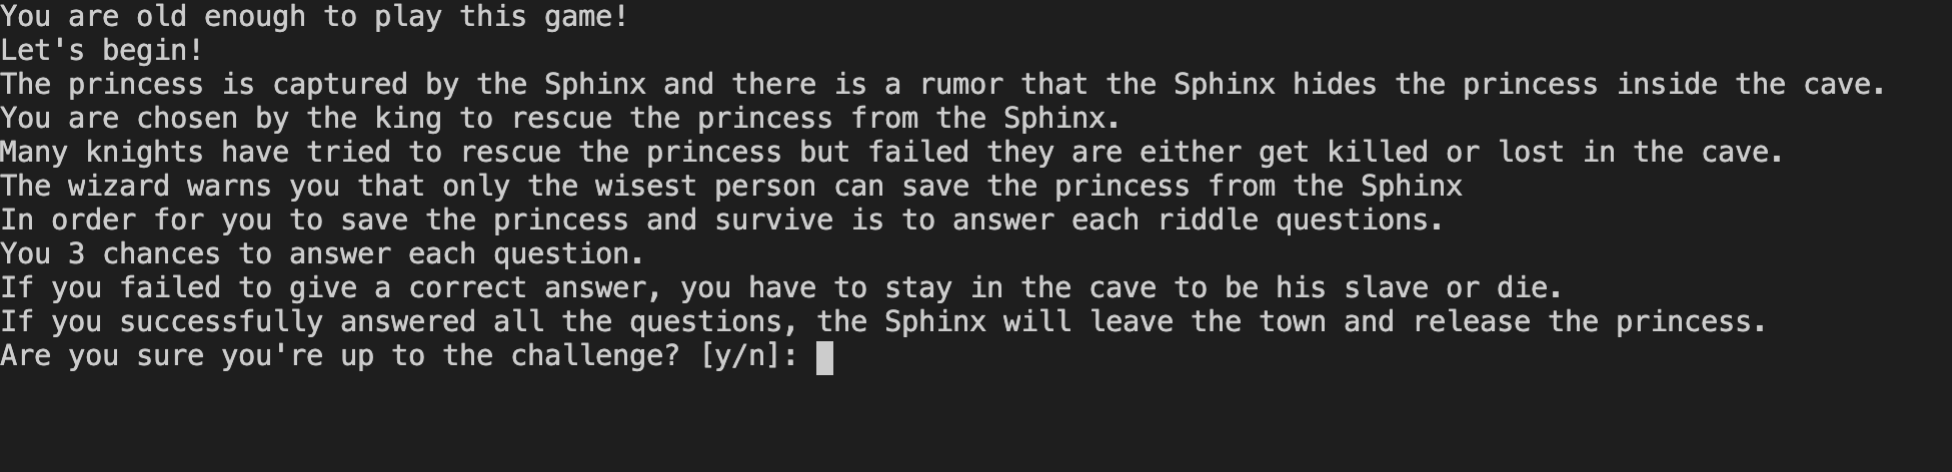 You are old enough to play this game!
Let's begin!
The princess is captured by the Sphinx and there is a rumor that the Sphinx hides the princess inside the cave.
You are chosen by the king to rescue the princess from the Sphinx.
Many knights have tried to rescue the princess but failed they are either get killed or lost in the cave.
The wizard warns you that only the wisest person can save the princess from the Sphinx
In order for you to save the princess and survive is to answer each riddle questions.
You 3 chances to answer each question.
If you failed to give a correct answer, you have to stay in the cave to be his slave or die.
If you successfully answered all the questions, the Sphinx will leave the town and release the princess.
Are you sure you're up to the challenge? [y/n]: